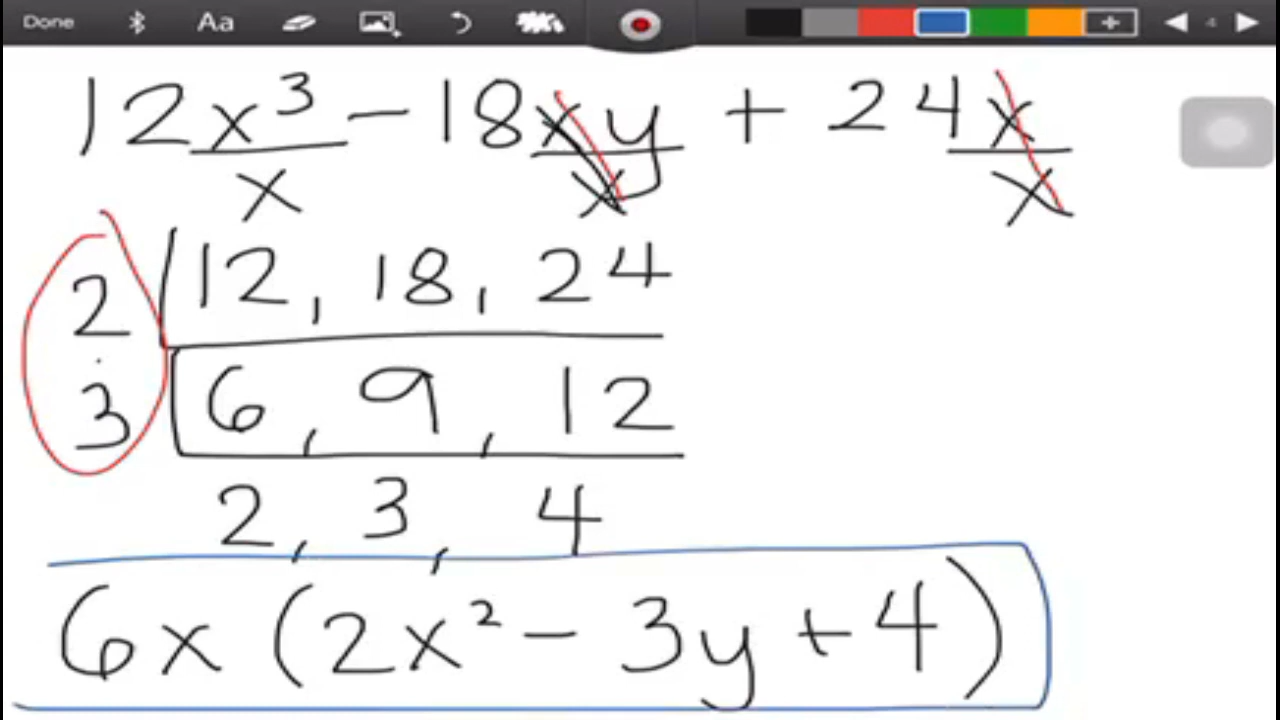 Done Aa 4
12x³ - 18xy + 24x
x x x
2 12, 18, 24
3 6, 9, 12
2, 3, 4
6x (2x² - 3y + 4)